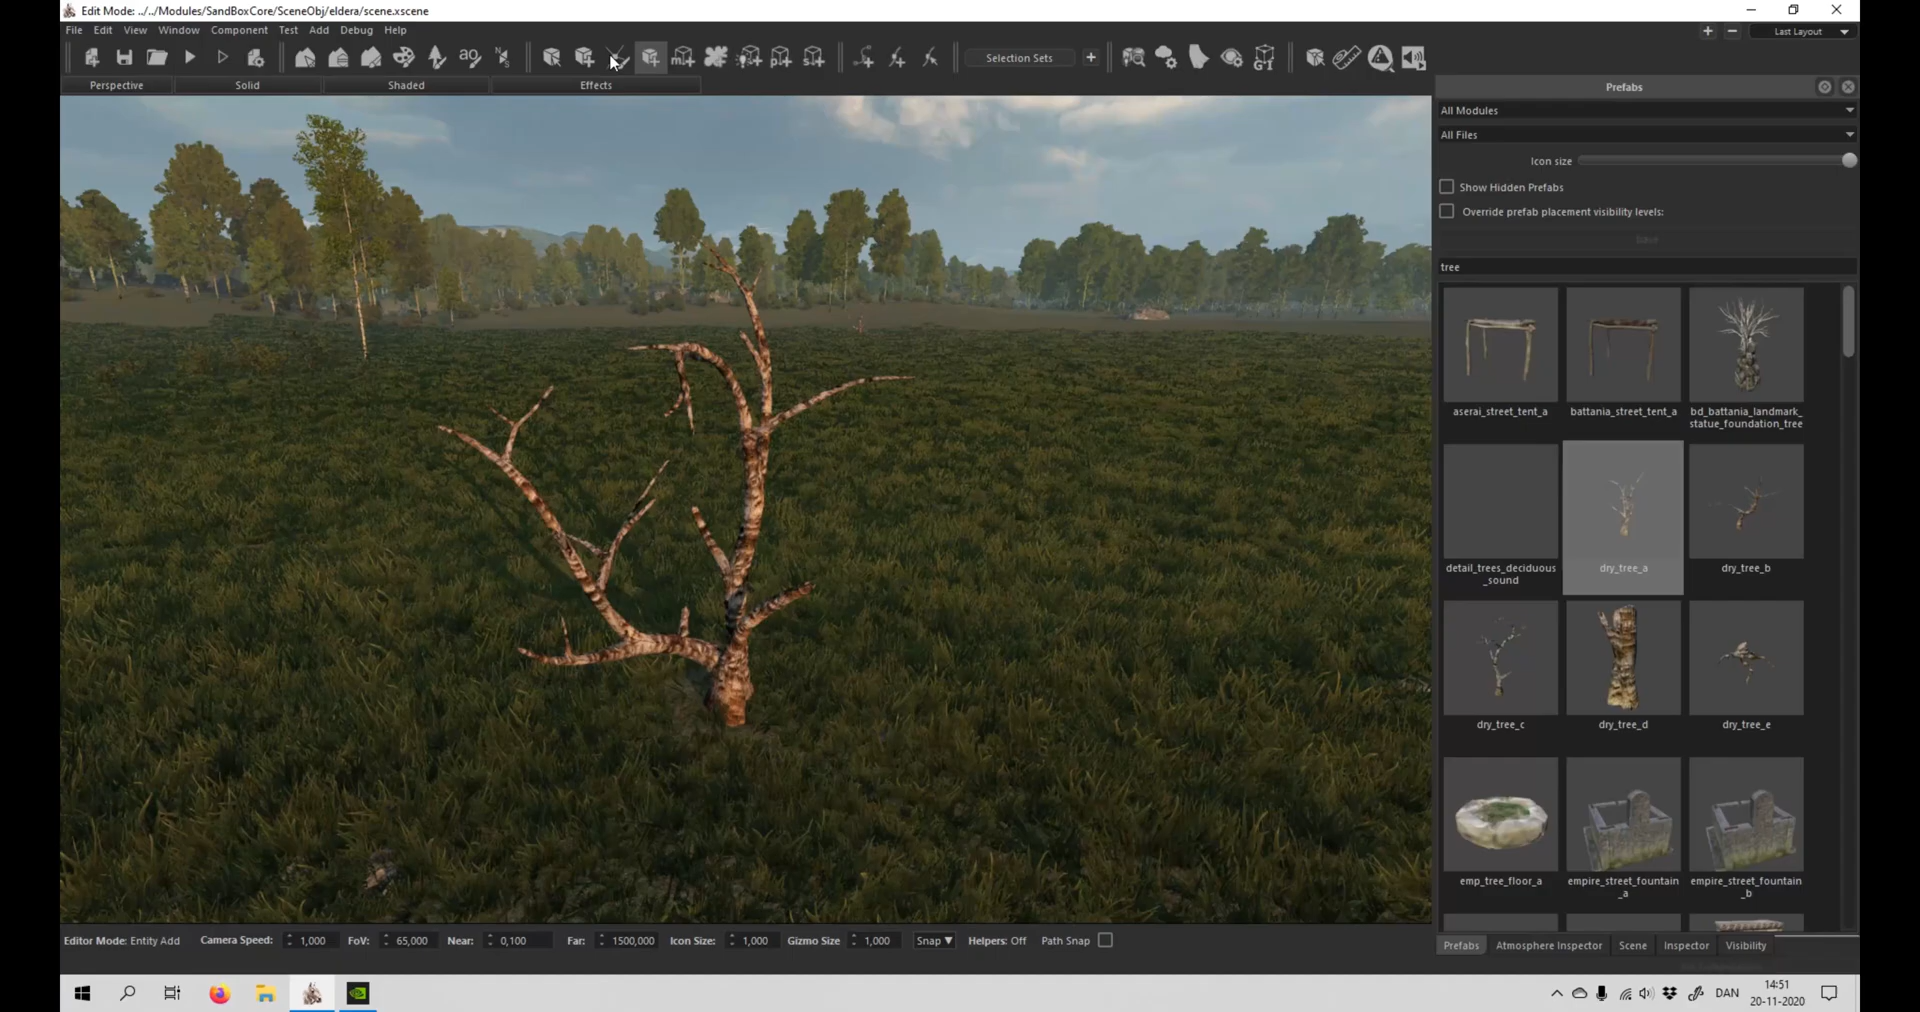 Edit Mode: ../../Modules/SandBoxCore/SceneObj/eldera/scene.xscene
File Edit View Window Component Test Add Debug Help
Last Layout
ao
GI
Selection Sets
Perspective Solid Shaded Effects
Prefabs
All Modules
All Files
Icon size
Show Hidden Prefabs
Override prefab placement visibility levels:
Save
tree
aserai_street_tent_a battania_street_tent_a bd_battania_landmark_
statue_foundation_tree
detail_trees_deciduous
_sound
dry_tree_a dry_tree_b
dry_tree_c dry_tree_d dry_tree_e
emp_tree_floor_a empire_street_fountain
_a
empire_street_fountain
_b
Editor Mode: Entity Add Camera Speed: 1,000 FoV: 65,000 Near: 0,100 Far: 1500,000 Icon Size: 1,000 Gizmo Size 1,000 Snap Helpers: Off Path Snap
Prefabs Atmosphere Inspector Scene Inspector Visibility
DAN
14:51
20-11-2020